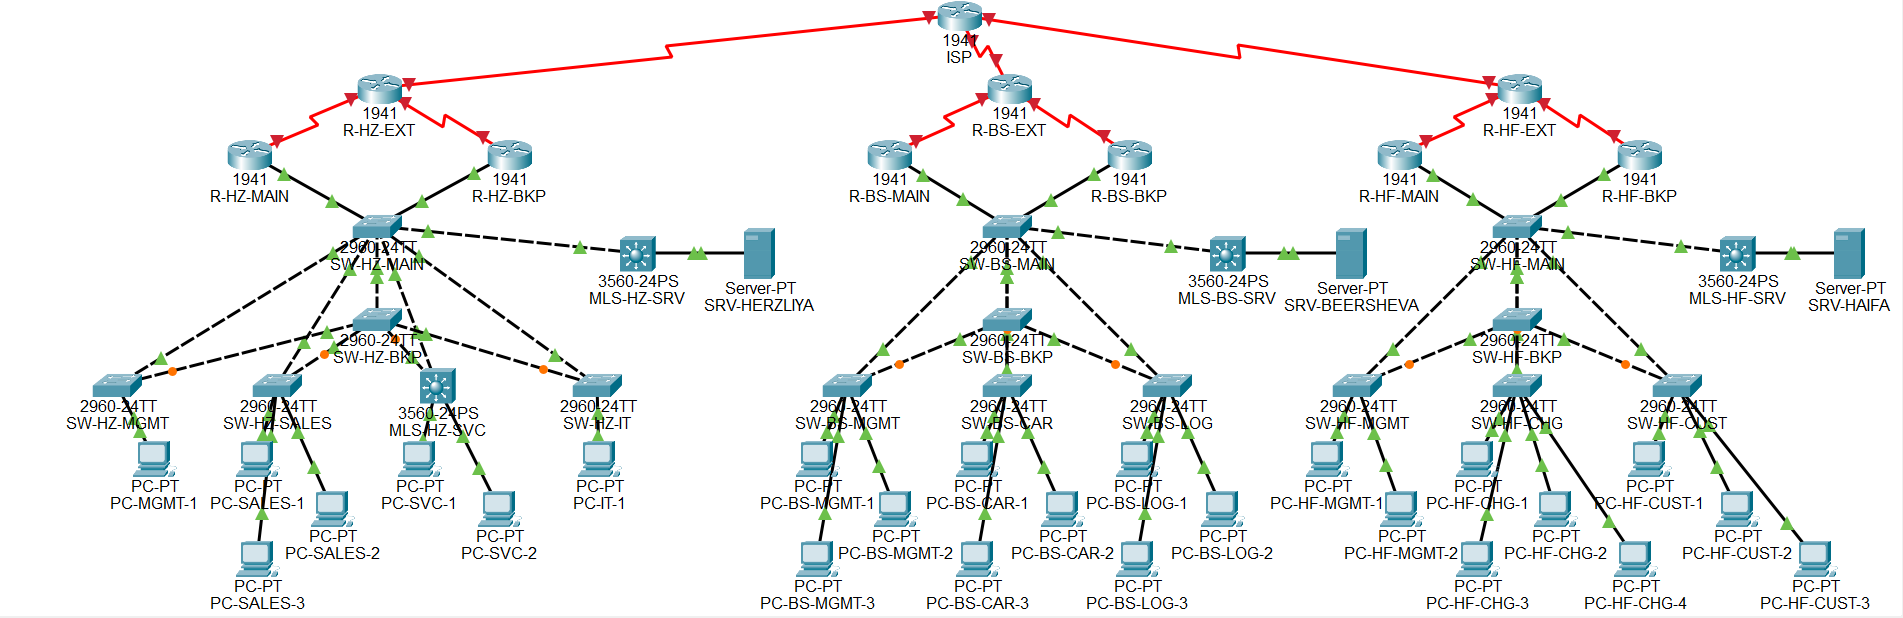 1941
ISP
1941
R-HZ-EXT
1941
R-BS-EXT
1941
R-HF-EXT
1941
R-HZ-MAIN
1941
R-HZ-BKP
1941
R-BS-MAIN
1941
R-BS-BKP
1941
R-HF-MAIN
1941
R-HF-BKP
2960-24TT
SW-HZ-MAIN
3560-24PS
MLS-HZ-SRV
Server-PT
SRV-HERZLIYA
2960-24TT
SW-BS-MAIN
3560-24PS
MLS-BS-SRV
Server-PT
SRV-BEERSHEVA
2960-24TT
SW-HF-MAIN
3560-24PS
MLS-HF-SRV
Server-PT
SRV-HAIFA
2960-24TT
SW-HZ-BKP
2960-24TT
SW-BS-BKP
2960-24TT
SW-HF-BKP
2960-24TT
SW-HZ-MGMT
2960-24TT
SW-HZ-SALES
3560-24PS
MLS-HZ-SVC
2960-24TT
SW-HZ-IT
2960-24TT
SW-BS-MGMT
2960-24TT
SW-BS-CAR
2960-24TT
SW-BS-LOG
2960-24TT
SW-HF-MGMT
2960-24TT
SW-HF-CHG
2960-24TT
SW-HF-CUST
PC-PT
PC-MGMT-1
PC-PT
PC-SALES-1
PC-PT
PC-SVC-1
PC-PT
PC-IT-1
PC-PT
PC-BS-MGMT-1
PC-PT
PC-BS-CAR-1
PC-PT
PC-BS-LOG-1
PC-PT
PC-HF-MGMT-1
PC-PT
PC-HF-CHG-1
PC-PT
PC-HF-CUST-1
PC-PT
PC-SALES-2
PC-PT
PC-SVC-2
PC-PT
PC-BS-MGMT-2
PC-PT
PC-BS-CAR-2
PC-PT
PC-BS-LOG-2
PC-PT
PC-HF-MGMT-2
PC-PT
PC-HF-CHG-2
PC-PT
PC-HF-CUST-2
PC-PT
PC-SALES-3
PC-PT
PC-BS-MGMT-3
PC-PT
PC-BS-CAR-3
PC-PT
PC-BS-LOG-3
PC-PT
PC-HF-CHG-3
PC-PT
PC-HF-CHG-4
PC-PT
PC-HF-CUST-3